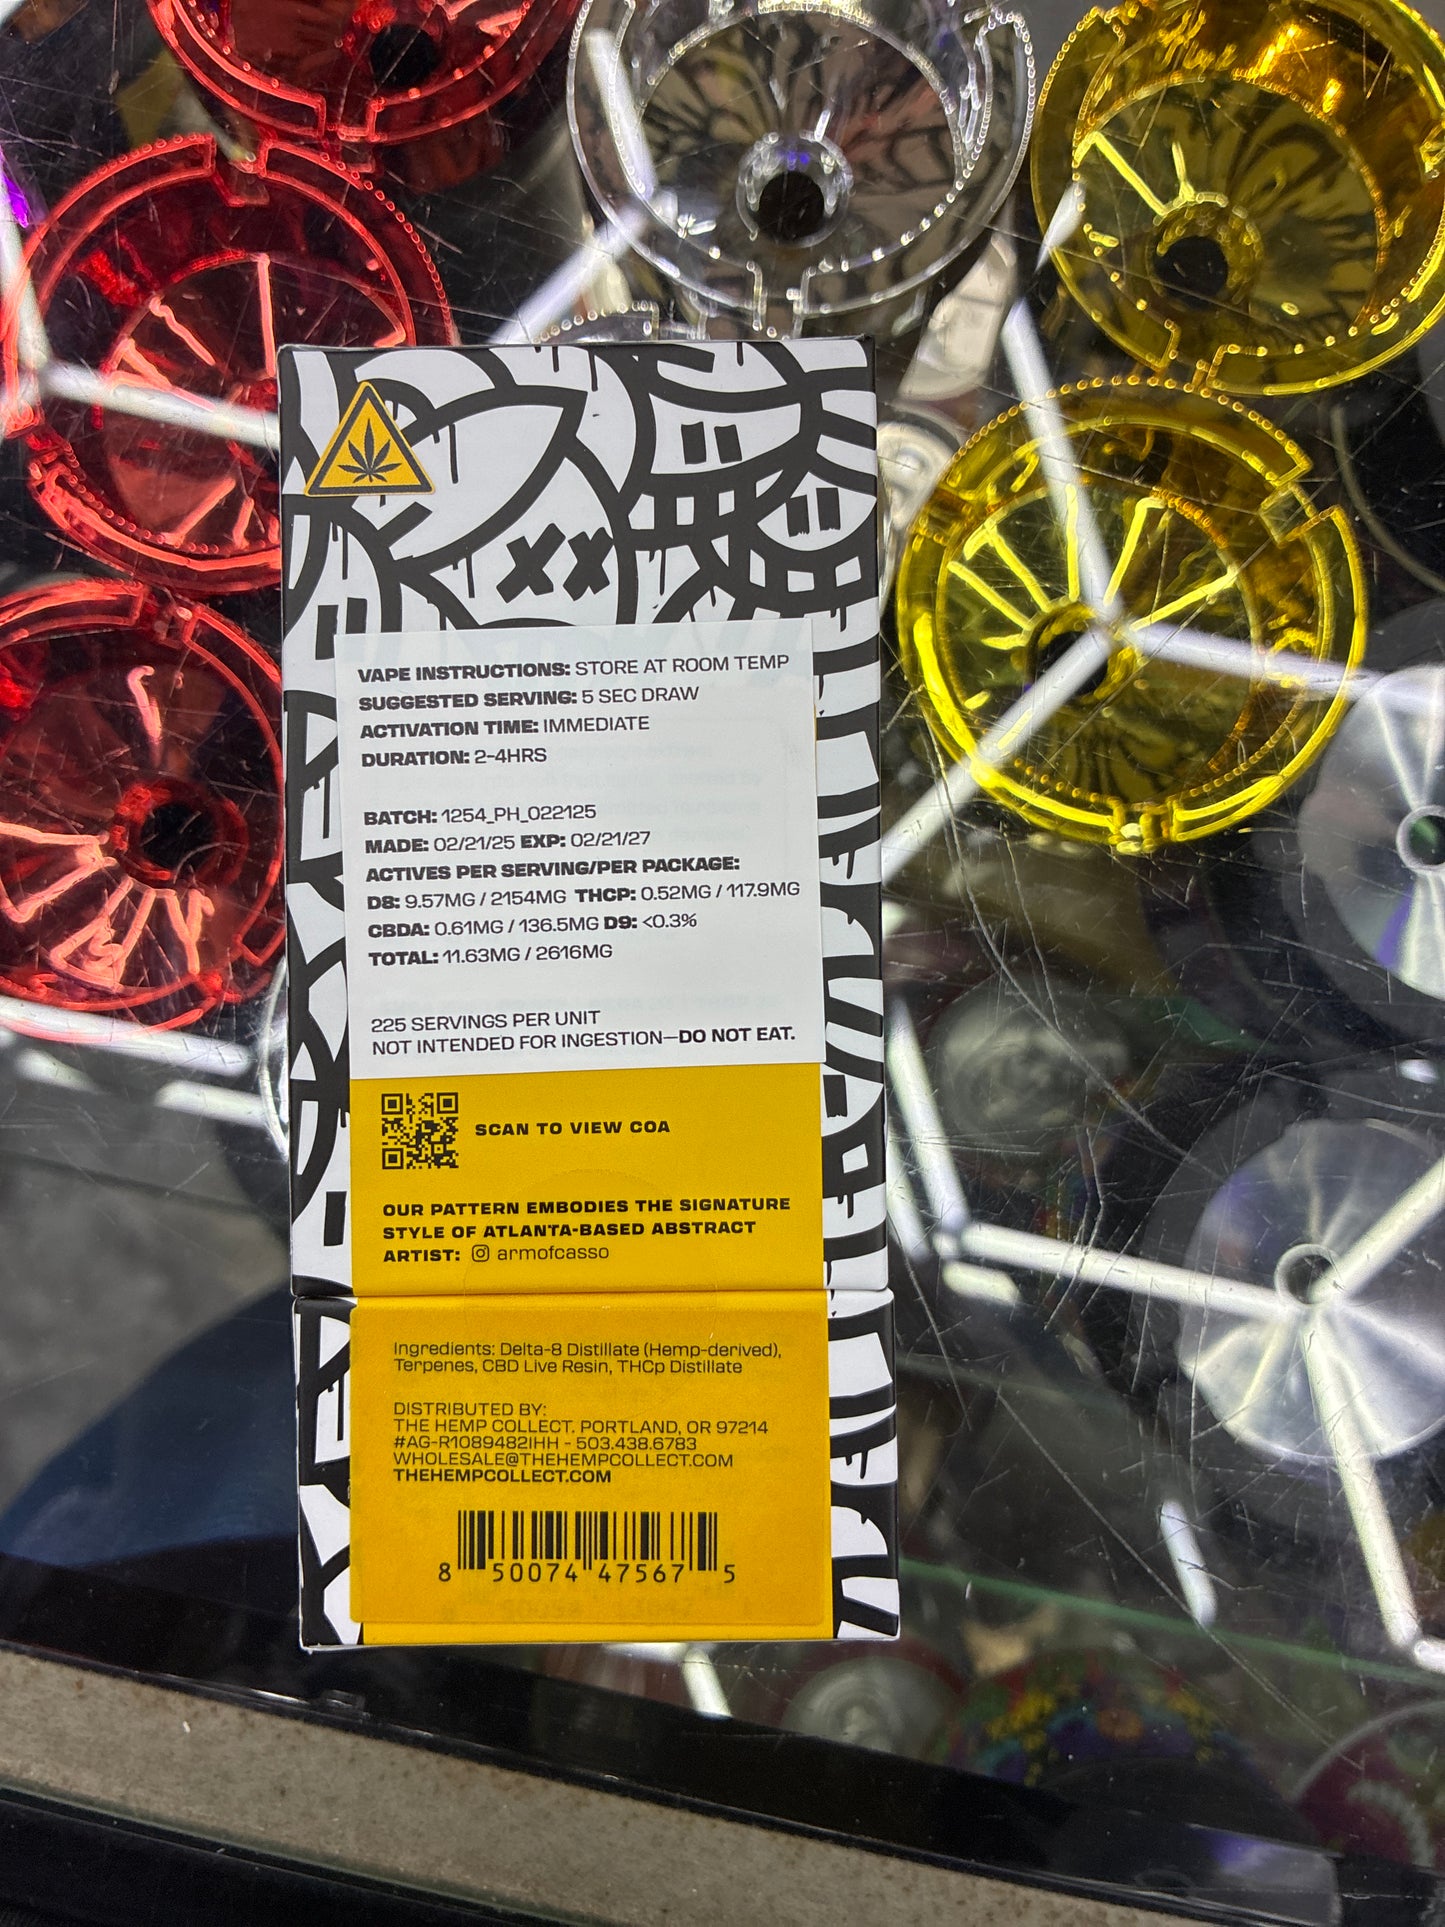 VAPE INSTRUCTIONS: STORE AT ROOM TEMP
SUGGESTED SERVING: 5 SEC DRAW
ACTIVATION TIME: IMMEDIATE
DURATION: 2-4HRS
BATCH: 1254_PH_022125
MADE: 02/21/25 EXP: 02/21/27
ACTIVES PER SERVING/PER PACKAGE:
D8: 9.57MG / 2154MG THCP: 0.52MG / 117.9MG
CBDA: 0.61MG / 136.5MG D9: <0.3%
TOTAL: 11.63MG / 2616MG
225 SERVINGS PER UNIT
NOT INTENDED FOR INGESTION—DO NOT EAT.
SCAN TO VIEW COA
OUR PATTERN EMBODIES THE SIGNATURE
STYLE OF ATLANTA-BASED ABSTRACT
ARTIST: armofcasso
Ingredients: Delta-8 Distillate (Hemp-derived),
Terpenes, CBD Live Resin, THCp Distillate
DISTRIBUTED BY:
THE HEMP COLLECT. PORTLAND, OR 97214
#AG-R1089482IHH - 503.438.6783
WHOLESALE@THEHEMPCOLLECT.COM
THEHEMPCOLLECT.COM
8 50074 47567 5